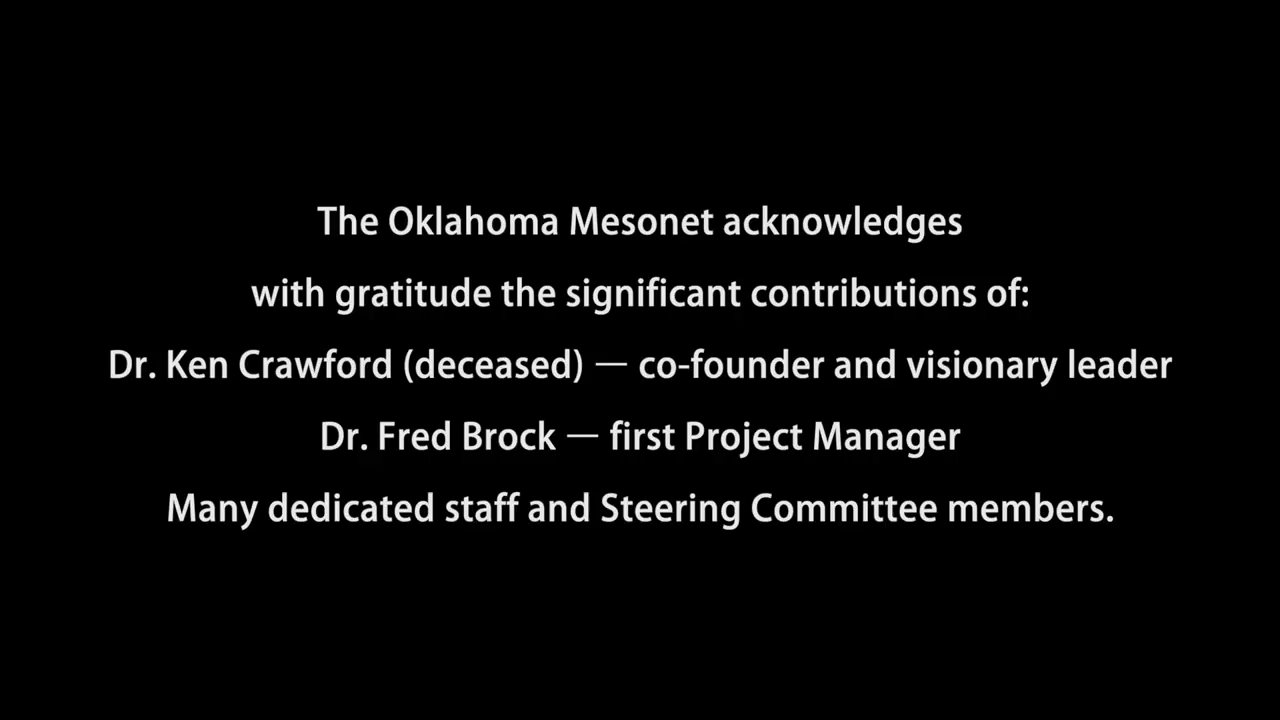 The Oklahoma Mesonet acknowledges
with gratitude the significant contributions of:
Dr. Ken Crawford (deceased) — co-founder and visionary leader
Dr. Fred Brock — first Project Manager
Many dedicated staff and Steering Committee members.